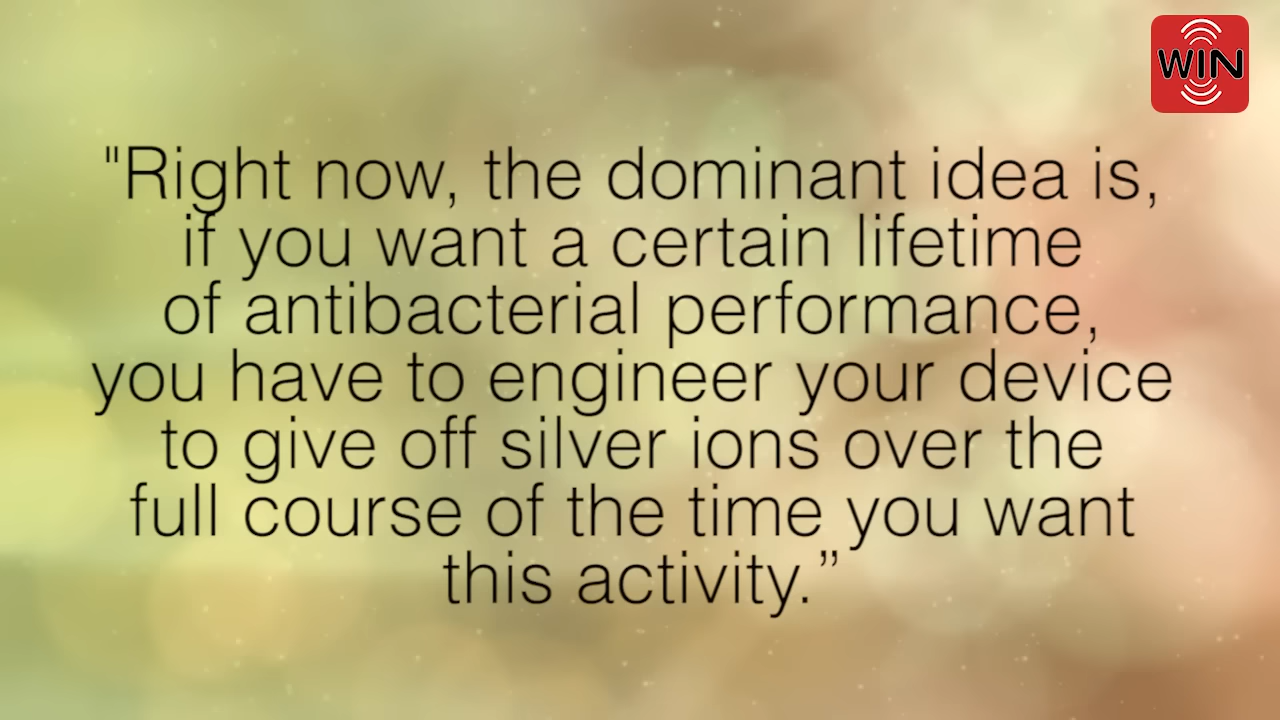 WIN
"Right now, the dominant idea is,
if you want a certain lifetime
of antibacterial performance,
you have to engineer your device
to give off silver ions over the
full course of the time you want
this activity.”